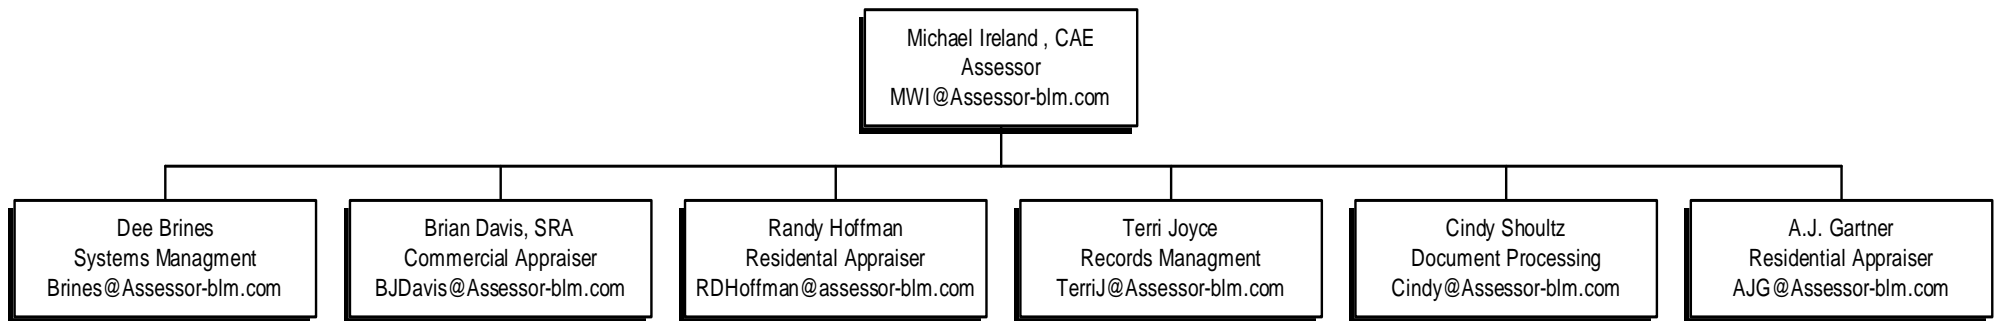 Michael Ireland , CAE
Assessor
MWI@Assessor-blm.com
Dee Brines
Systems Managment
Brines@Assessor-blm.com
Brian Davis, SRA
Commercial Appraiser
BJDavis@Assessor-blm.com
Randy Hoffman
Residental Appraiser
RDHoffman@assessor-blm.com
Terri Joyce
Records Managment
TerriJ@Assessor-blm.com
Cindy Shoultz
Document Processing
Cindy@Assessor-blm.com
A.J. Gartner
Residential Appraiser
AJG@Assessor-blm.com